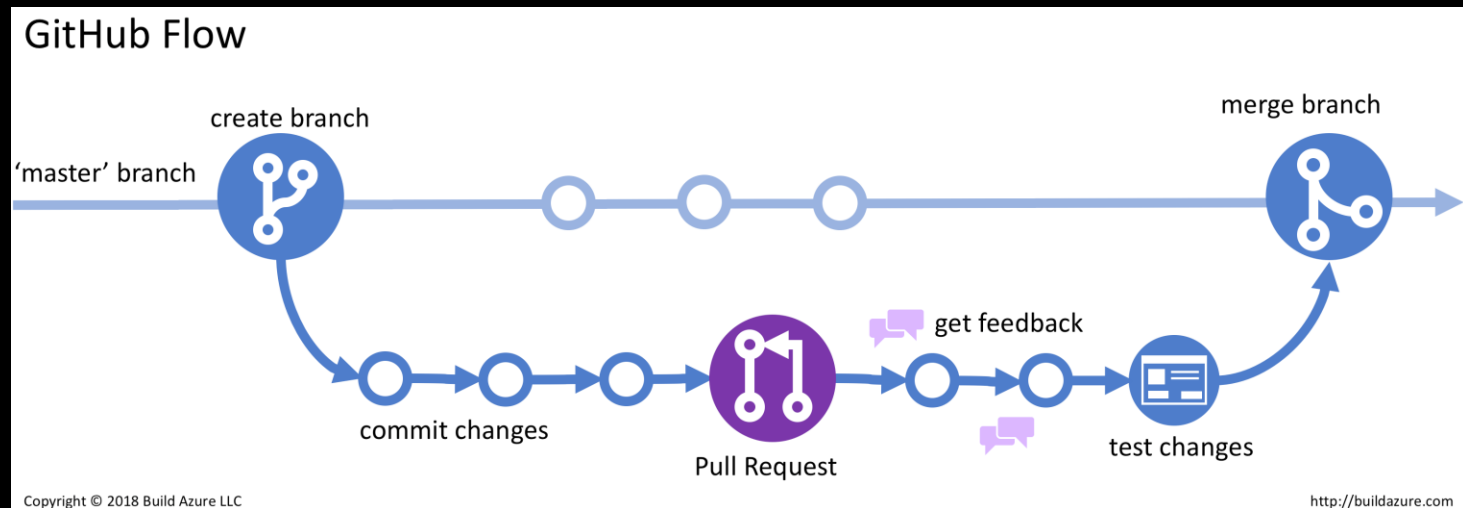 GitHub Flow
create branch
merge branch
‘master’ branch
get feedback
commit changes
Pull Request
test changes
Copyright © 2018 Build Azure LLC
http://buildazure.com